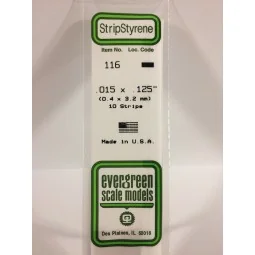 StripStyrene
Item No. Loc. Code
116
.015 x .125"
(0.4 x 3.2 mm)
10 Strips
Made In U.S.A.
evergreen
scale models
Des Plaines, IL 60018